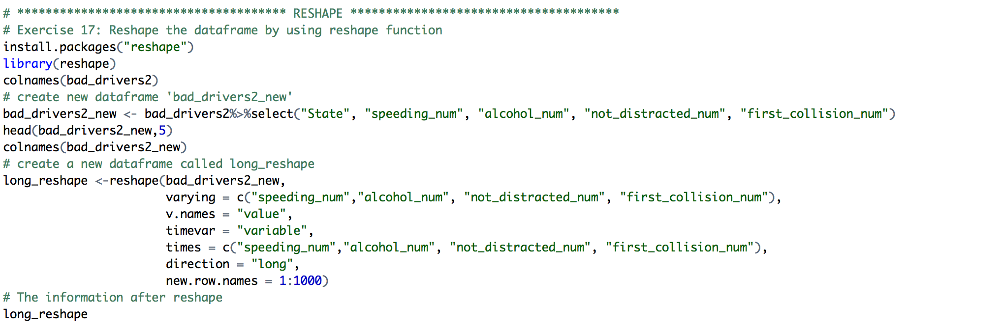 # ************************************** RESHAPE **************************************
# Exercise 17: Reshape the dataframe by using reshape function
install.packages("reshape")
library(reshape)
colnames(bad_drivers2)
# create new dataframe 'bad_drivers2_new'
bad_drivers2_new <- bad_drivers2%>%select("State", "speeding_num", "alcohol_num", "not_distracted_num", "first_collision_num")
head(bad_drivers2_new,5)
colnames(bad_drivers2_new)
# create a new dataframe called long_reshape
long_reshape <-reshape(bad_drivers2_new,
                       varying = c("speeding_num","alcohol_num", "not_distracted_num", "first_collision_num"),
                       v.names = "value",
                       timevar = "variable",
                       times = c("speeding_num","alcohol_num", "not_distracted_num", "first_collision_num"),
                       direction = "long",
                       new.row.names = 1:1000)
# The information after reshape
long_reshape